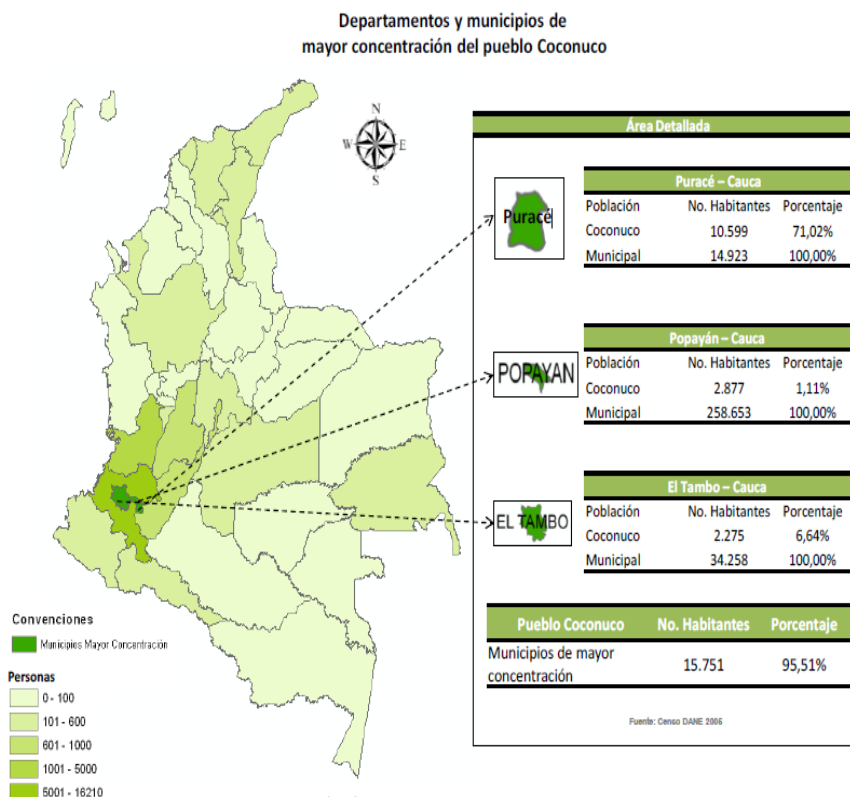 Departamentos y municipios de
mayor concentración del pueblo Coconuco
N
W E
S
Área Detallada
Puracé
Puracé – Cauca
Población No. Habitantes Porcentaje
Coconuco 10.599 71,02%
Municipal 14.923 100,00%
POPAYAN
Popayán – Cauca
Población No. Habitantes Porcentaje
Coconuco 2.877 1,11%
Municipal 258.653 100,00%
EL TAMBO
El Tambo – Cauca
Población No. Habitantes Porcentaje
Coconuco 2.275 6,64%
Municipal 34.258 100,00%
Pueblo Coconuco No. Habitantes Porcentaje
Municipios de mayor
concentración 15.751 95,51%
Fuente: Censo DANE 2005
Convenciones
Municipios Mayor Concentración
Personas
0 - 100
101 - 600
601 - 1000
1001 - 5000
5001 - 16210